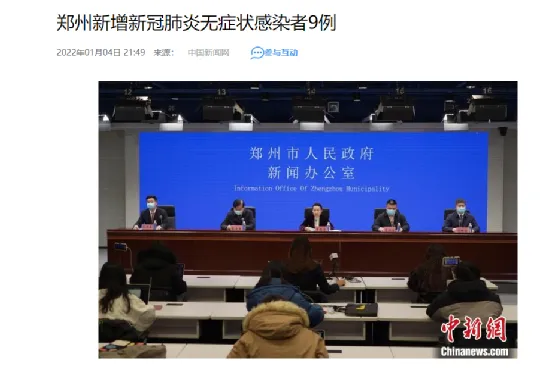 郑州新增新冠肺炎无症状感染者9例
2022年01月04日 21:49 来源： 中国新闻网 参与互动
郑州市人民政府
新闻办公室
Information Office Of Zhengzhou Municipality
中新网
Chinanews.com